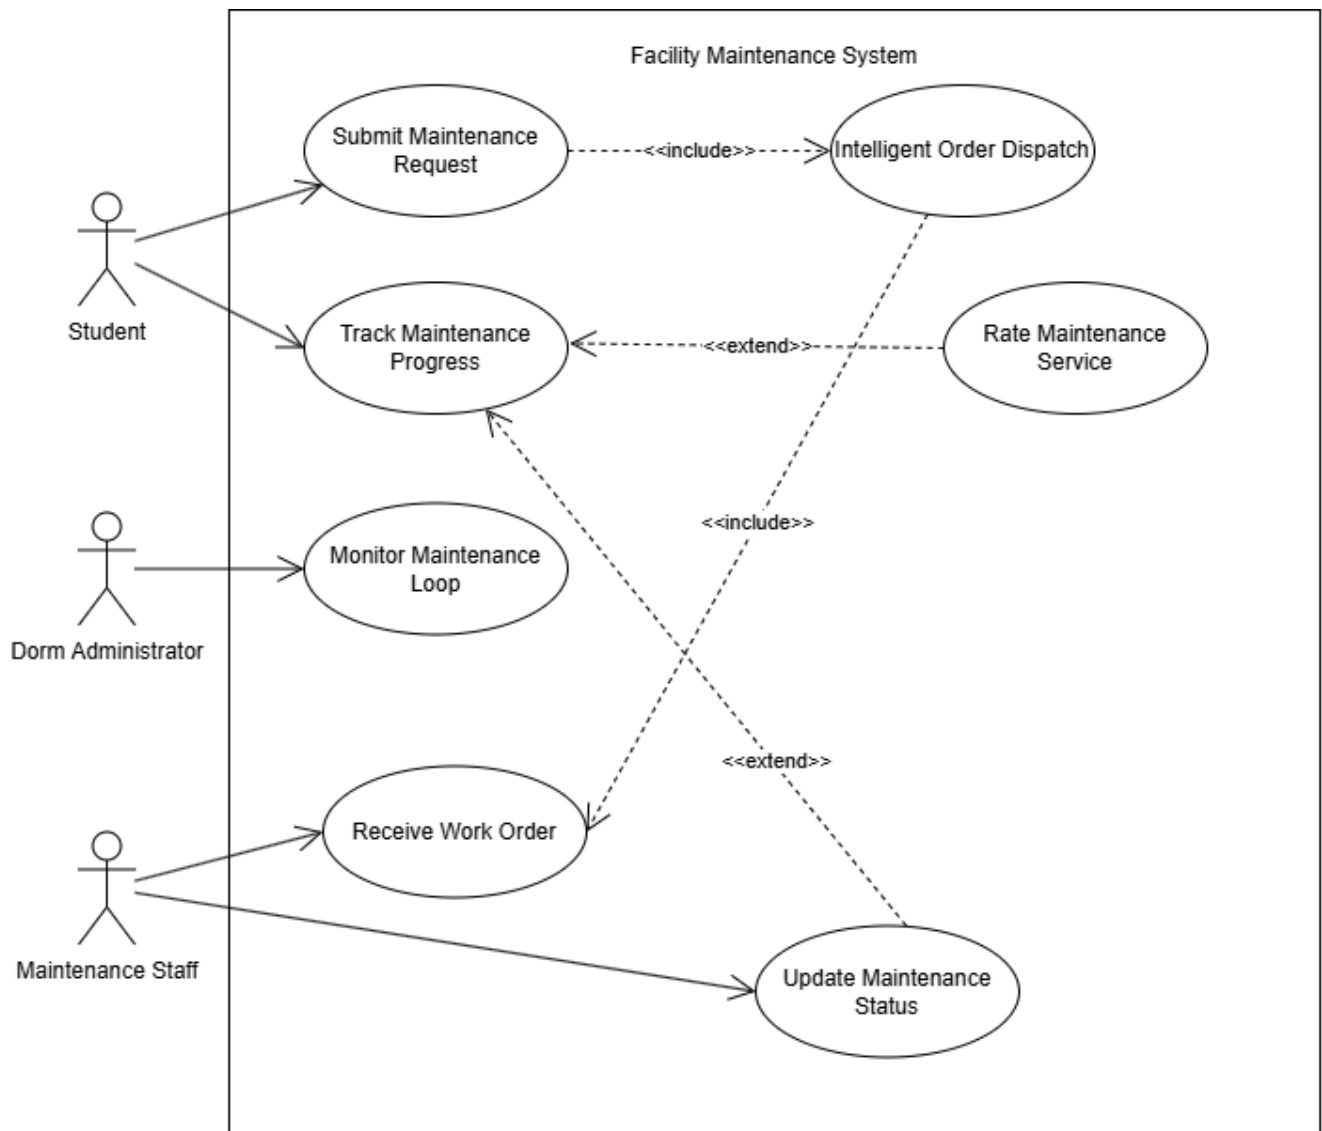 Facility Maintenance System
Submit Maintenance
Request
<<include>>
Intelligent Order Dispatch
Student
Track Maintenance
Progress
<<extend>>
Rate Maintenance
Service
<<include>>
Monitor Maintenance
Loop
Dorm Administrator
<<extend>>
Receive Work Order
Maintenance Staff
Update Maintenance
Status